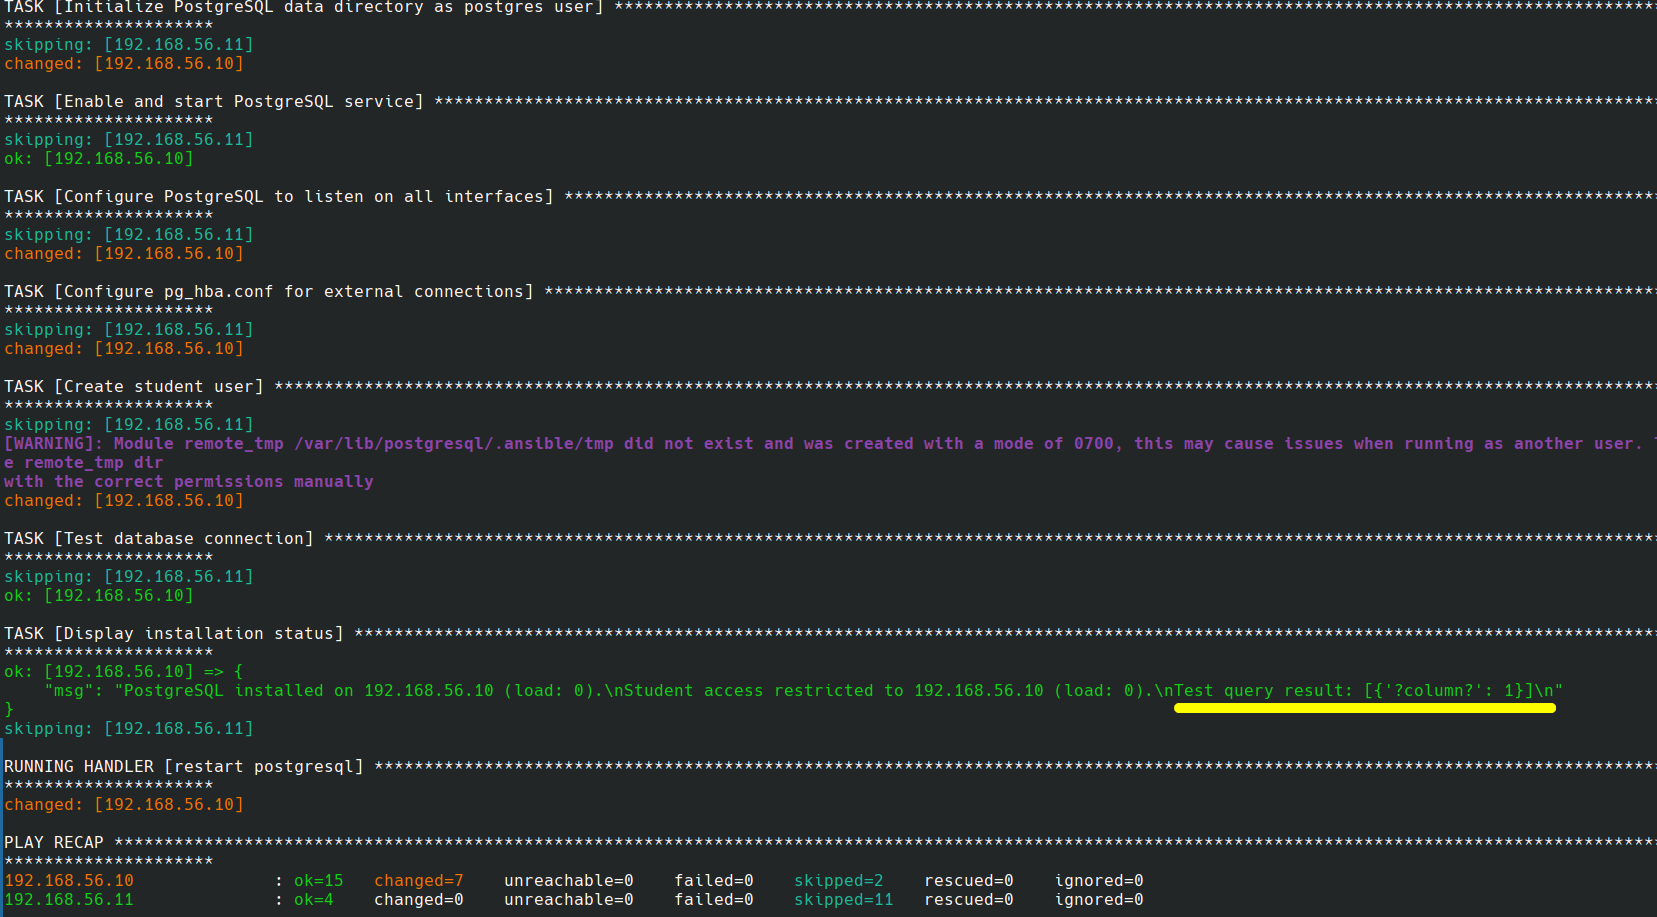 TASK [Initialize PostgreSQL data directory as postgres user] ********************************************************************************************************
*********************
skipping: [192.168.56.11]
changed: [192.168.56.10]
TASK [Enable and start PostgreSQL service] **************************************************************************************************************************
*********************
skipping: [192.168.56.11]
ok: [192.168.56.10]
TASK [Configure PostgreSQL to listen on all interfaces] *************************************************************************************************************
*********************
skipping: [192.168.56.11]
changed: [192.168.56.10]
TASK [Configure pg_hba.conf for external connections] ***************************************************************************************************************
*********************
skipping: [192.168.56.11]
changed: [192.168.56.10]
TASK [Create student user] ******************************************************************************************************************************************
*********************
skipping: [192.168.56.11]
[WARNING]: Module remote_tmp /var/lib/postgresql/.ansible/tmp did not exist and was created with a mode of 0700, this may cause issues when running as another user.
e remote_tmp dir
with the correct permissions manually
changed: [192.168.56.10]
TASK [Test database connection] *************************************************************************************************************************************
*********************
skipping: [192.168.56.11]
ok: [192.168.56.10]
TASK [Display installation status] **********************************************************************************************************************************
*********************
ok: [192.168.56.10] => {
"msg": "PostgreSQL installed on 192.168.56.10 (load: 0).\nStudent access restricted to 192.168.56.10 (load: 0).\nTest query result: [{'?column?': 1}]\n"
}
skipping: [192.168.56.11]
RUNNING HANDLER [restart postgresql] ********************************************************************************************************************************
*********************
changed: [192.168.56.10]
PLAY RECAP **********************************************************************************************************************************************************
*********************
192.168.56.10 : ok=15 changed=7 unreachable=0 failed=0 skipped=2 rescued=0 ignored=0
192.168.56.11 : ok=4 changed=0 unreachable=0 failed=0 skipped=11 rescued=0 ignored=0